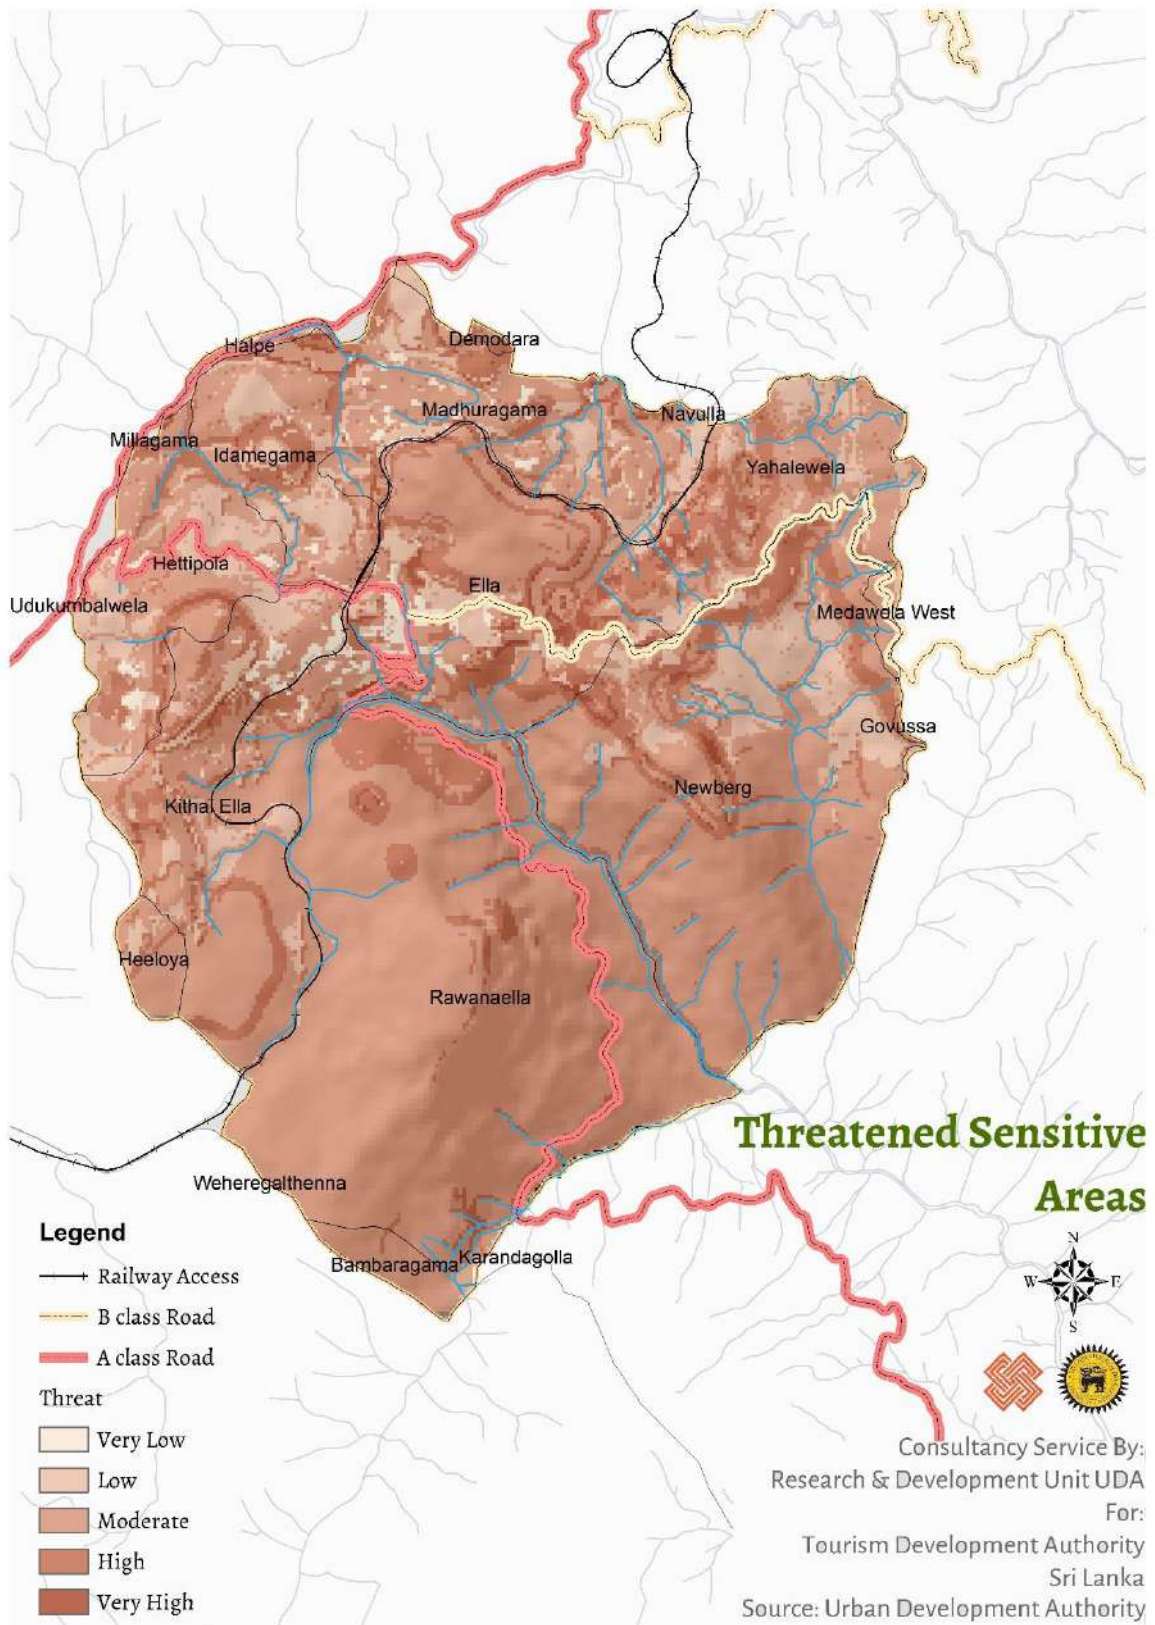 Halpe
Demodara
Madhuragama
Navulla
Millagama
Idamegama
Yahalewela
Hettipola
Ella
Udukumbalwela
Medawela West
Govussa
Newberg
Kithal Ella
Heeloya
Rawanaella
Weheregalthenna
Bambaragama
Karandagolla
Threatened Sensitive
Areas
N
W
E
S
Legend
Railway Access
B class Road
A class Road
Threat
Very Low
Low
Moderate
High
Very High
Consultancy Service By:
Research & Development Unit UDA
For:
Tourism Development Authority
Sri Lanka
Source: Urban Development Authority